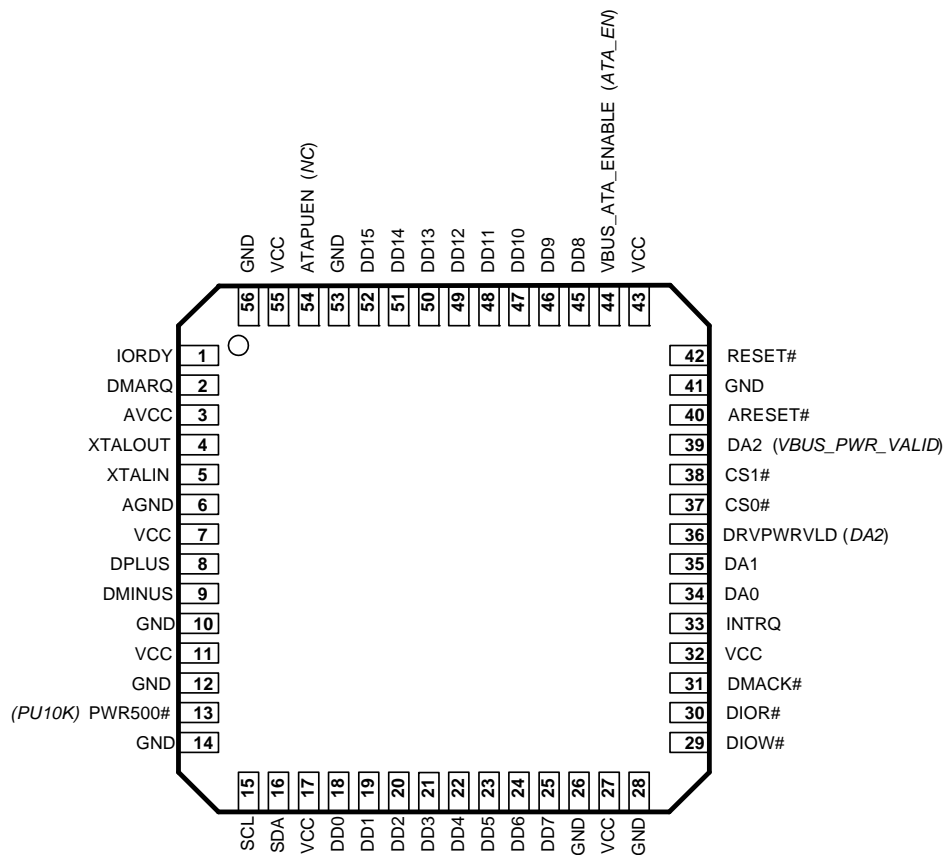 GND
VCC
ATAPUEN (NC)
GND
DD15
DD14
DD13
DD12
DD11
DD10
DD9
DD8
VBUS_ATA_ENABLE (ATA_EN)
VCC
56
55
54
53
52
51
50
49
48
47
46
45
44
43
IORDY 1
DMARQ 2
AVCC 3
XTALOUT 4
XTALIN 5
AGND 6
VCC 7
DPLUS 8
DMINUS 9
GND 10
VCC 11
GND 12
(PU10K) PWR500# 13
GND 14
42 RESET#
41 GND
40 ARESET#
39 DA2 (VBUS_PWR_VALID)
38 CS1#
37 CS0#
36 DRVPWRVLD (DA2)
35 DA1
34 DA0
33 INTRQ
32 VCC
31 DMACK#
30 DIOR#
29 DIOW#
15
16
17
18
19
20
21
22
23
24
25
26
27
28
SCL
SDA
VCC
DD0
DD1
DD2
DD3
DD4
DD5
DD6
DD7
GND
VCC
GND